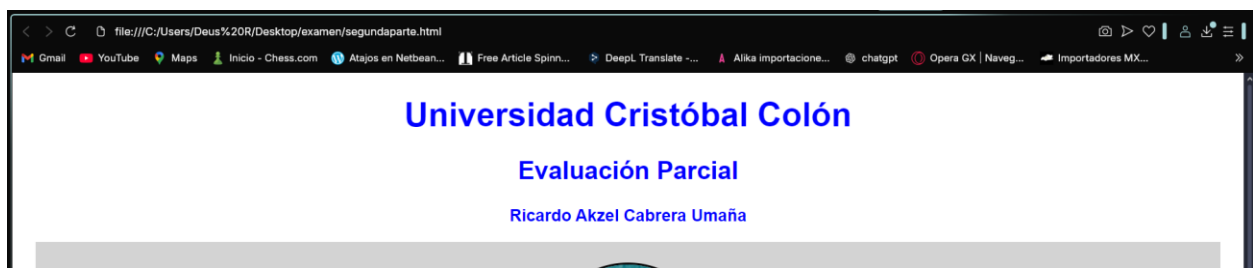 file:///C:/Users/Deus%20R/Desktop/examen/segundaparte.html
Gmail YouTube Maps Inicio - Chess.com Atajos en Netbean... Free Article Spinn... DeepL Translate -... Alika importacione... chatgpt Opera GX | Naveg... Importadores MX...
Universidad Cristóbal Colón
Evaluación Parcial
Ricardo Akzel Cabrera Umaña